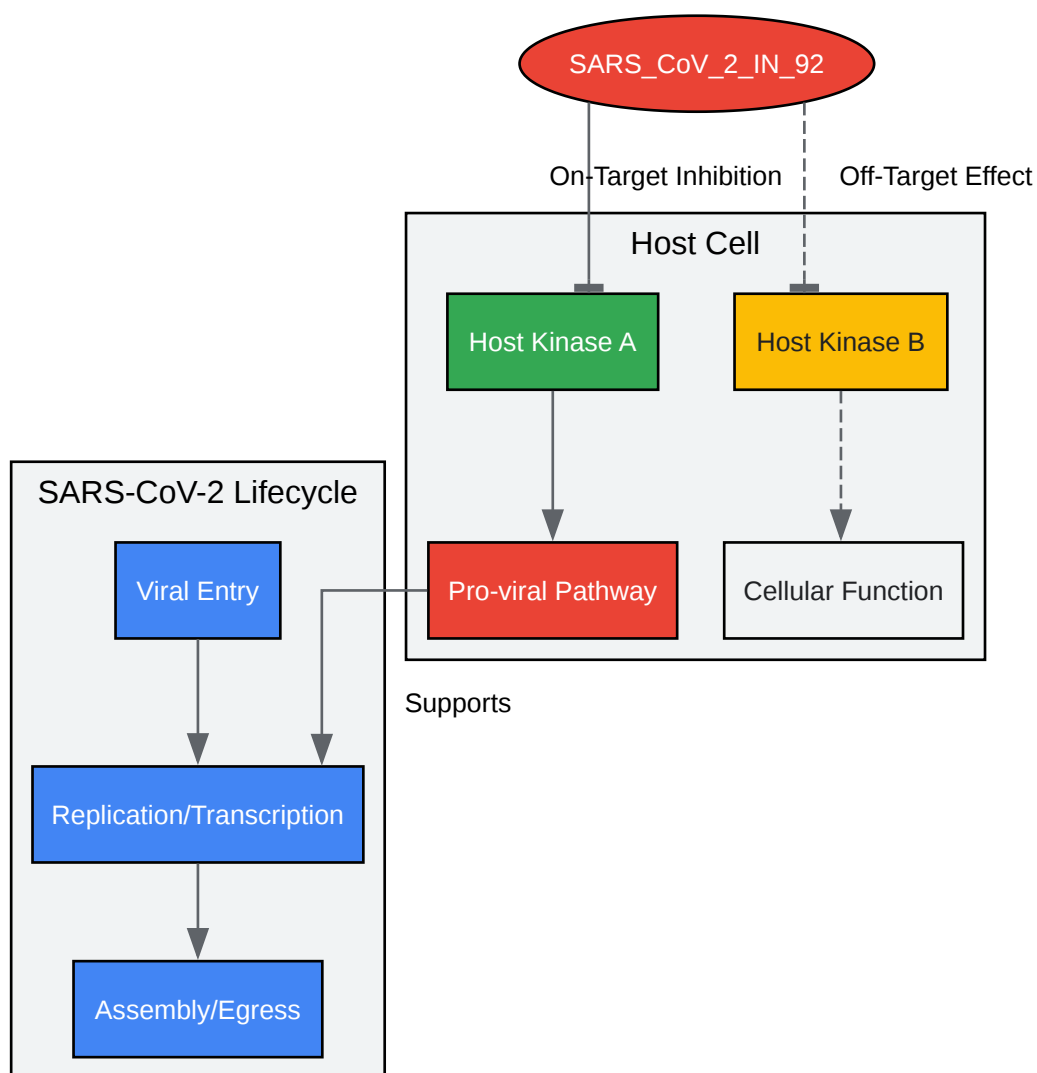 SARS_CoV_2_IN_92
On-Target Inhibition
Off-Target Effect
Host Cell
Host Kinase A
Host Kinase B
SARS-CoV-2 Lifecycle
Viral Entry
Pro-viral Pathway
Cellular Function
Supports
Replication/Transcription
Assembly/Egress